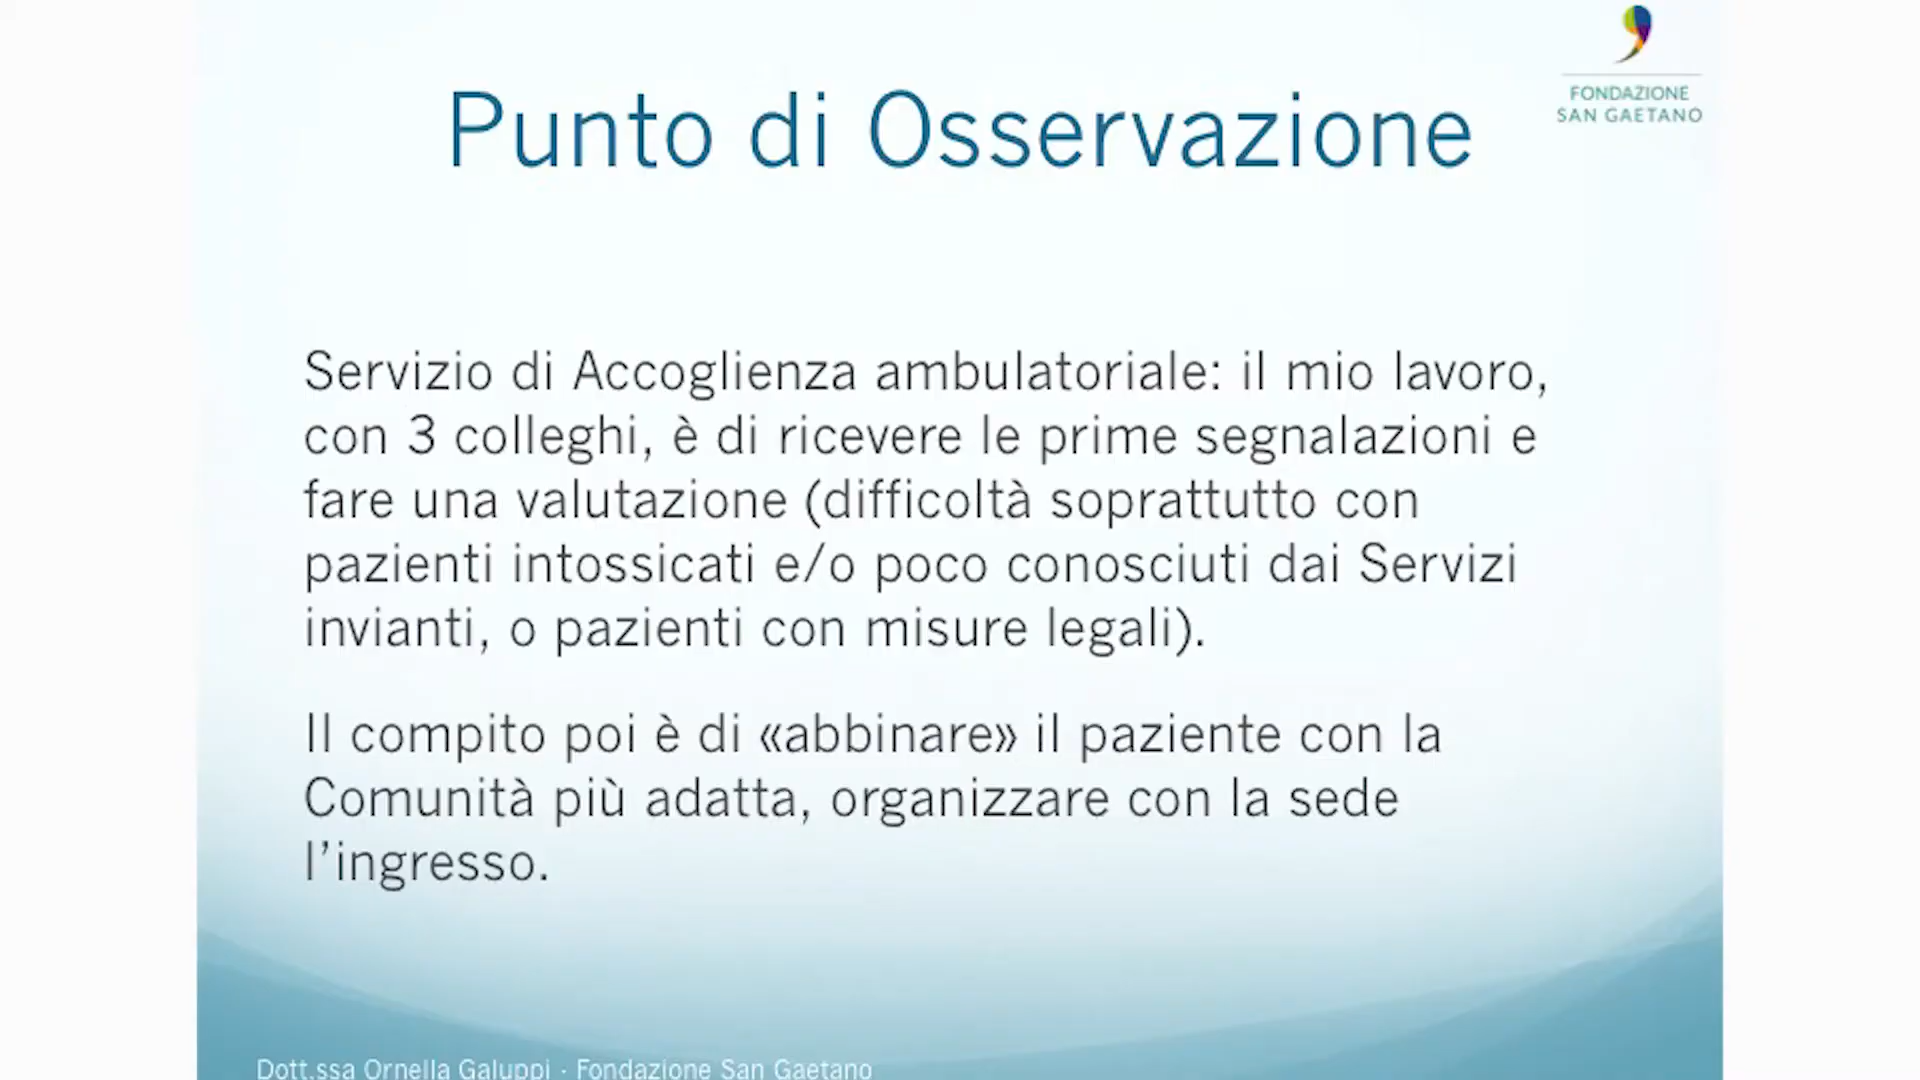 FONDAZIONE
SAN GAETANO
Punto di Osservazione
Servizio di Accoglienza ambulatoriale: il mio lavoro,
con 3 colleghi, è di ricevere le prime segnalazioni e
fare una valutazione (difficoltà soprattutto con
pazienti intossicati e/o poco conosciuti dai Servizi
invianti, o pazienti con misure legali).
Il compito poi è di «abbinare» il paziente con la
Comunità più adatta, organizzare con la sede
l’ingresso.
Dott.ssa Ornella Galuppi - Fondazione San Gaetano